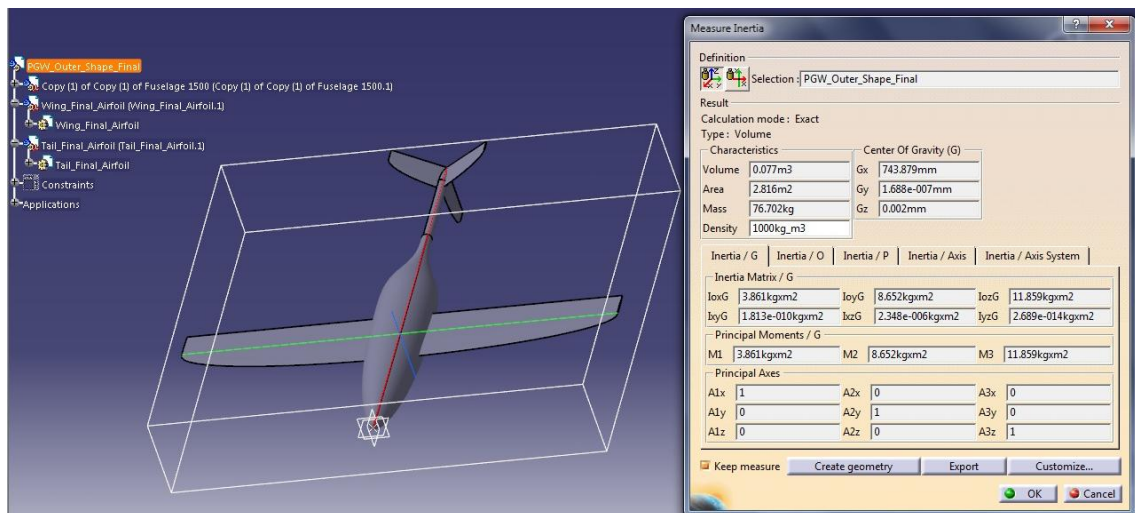 PGW_Outer_Shape_Final
Copy (1) of Copy (1) of Fuselage 1500 (Copy (1) of Copy (1) of Fuselage 1500.1)
Wing_Final_Airfoil (Wing_Final_Airfoil.1)
Wing_Final_Airfoil
Tail_Final_Airfoil (Tail_Final_Airfoil.1)
Tail_Final_Airfoil
Constraints
Applications
Measure Inertia
Definition
Selection : PGW_Outer_Shape_Final
Result
Calculation mode : Exact
Type : Volume
Characteristics Center Of Gravity (G)
Volume 0.077m3 Gx 743.879mm
Area 2.816m2 Gy 1.688e-007mm
Mass 76.702kg Gz 0.002mm
Density 1000kg_m3
Inertia / G Inertia / O Inertia / P Inertia / Axis Inertia / Axis System
Inertia Matrix / G
IoxG 3.861kgxm2 IoyG 8.652kgxm2 IozG 11.859kgxm2
IxyG 1.813e-010kgxm2 IxzG 2.348e-006kgxm2 IyzG 2.689e-014kgxm2
Principal Moments / G
M1 3.861kgxm2 M2 8.652kgxm2 M3 11.859kgxm2
Principal Axes
A1x 1 A2x 0 A3x 0
A1y 0 A2y 1 A3y 0
A1z 0 A2z 0 A3z 1
Keep measure Create geometry Export Customize...
OK Cancel